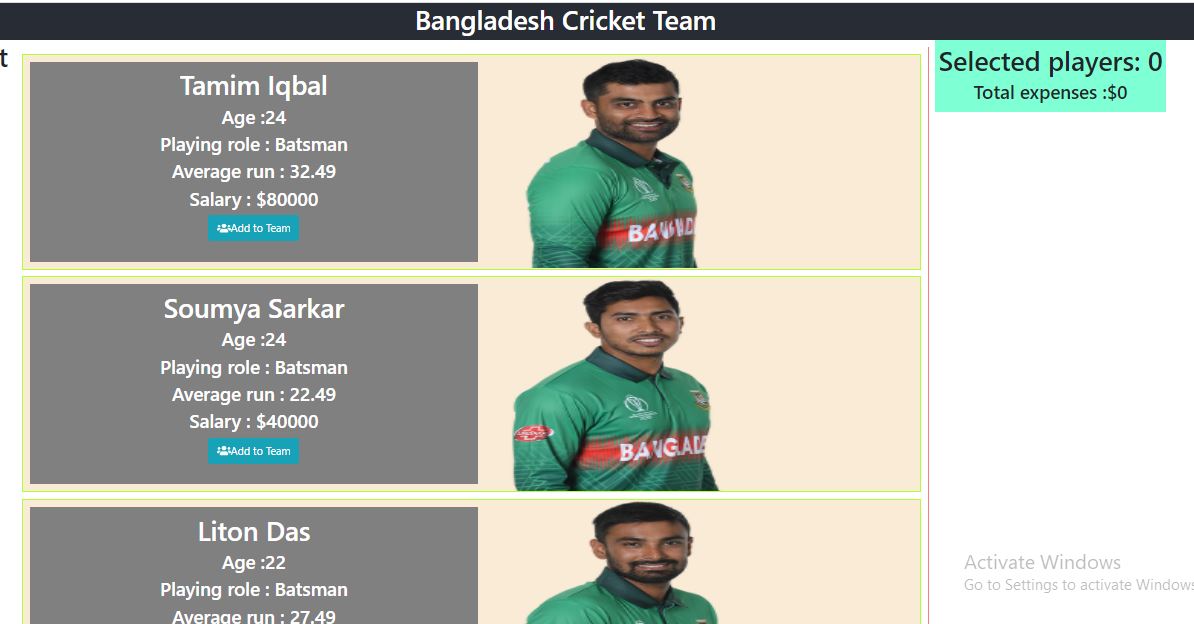 Bangladesh Cricket Team
t
Tamim Iqbal
Age :24
Playing role : Batsman
Average run : 32.49
Salary : $80000
Add to Team
Soumya Sarkar
Age :24
Playing role : Batsman
Average run : 22.49
Salary : $40000
Add to Team
BANGLADE
Liton Das
Age :22
Playing role : Batsman
Average run : 27.49
Selected players: 0
Total expenses :$0
Activate Windows
Go to Settings to activate Windows